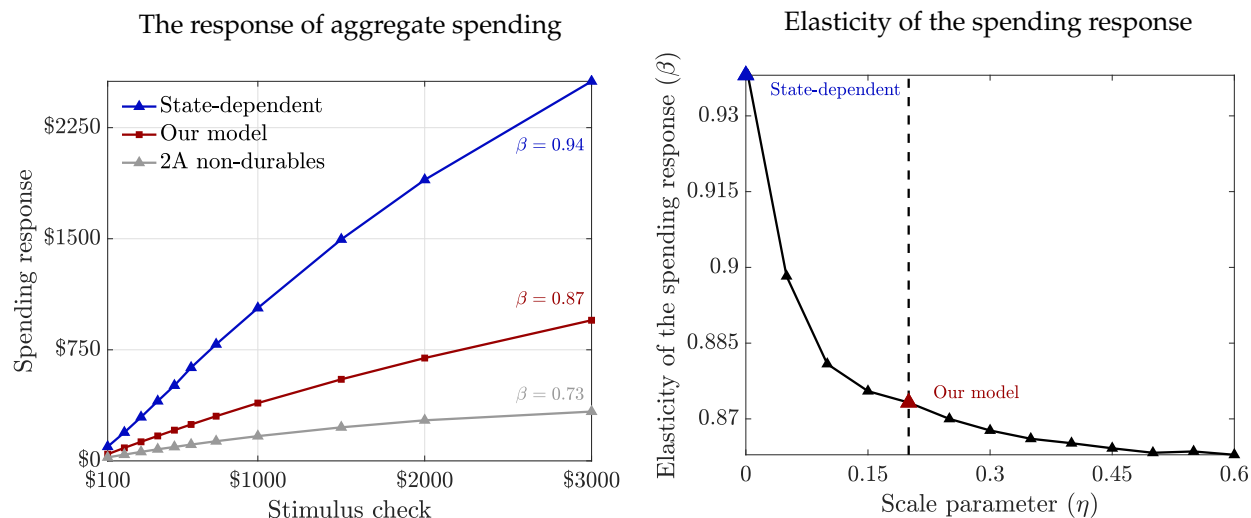 The response of aggregate spending
Spending response
$2250
$1500
$750
$0
State-dependent
Our model
2A non-durables
β = 0.94
β = 0.87
β = 0.73
$100
$1000
$2000
$3000
Stimulus check
Elasticity of the spending response
Elasticity of the spending response (β)
0.93
0.915
0.9
0.885
0.87
State-dependent
Our model
0
0.15
0.3
0.45
0.6
Scale parameter (η)